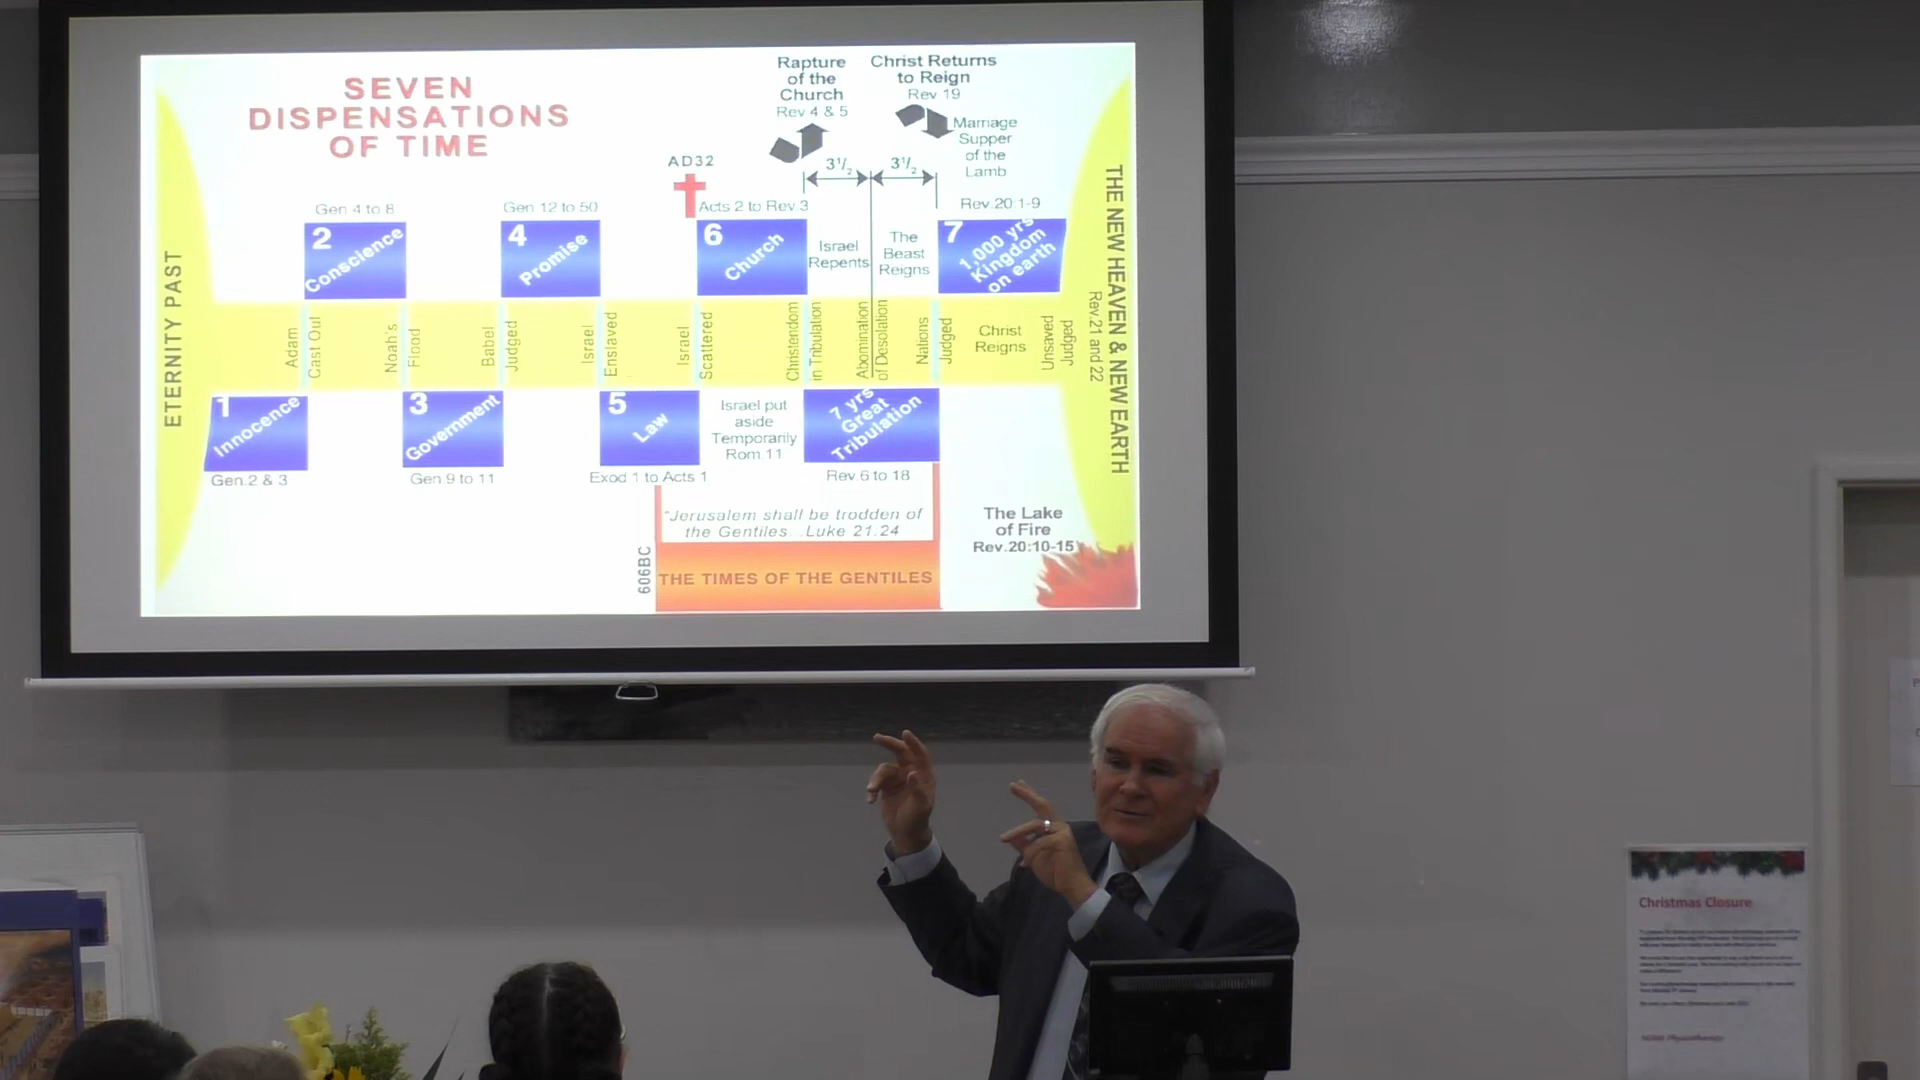 SEVEN
DISPENSATIONS
OF TIME
Rapture
of the
Church
Rev 4 & 5
Christ Returns
to Reign
Rev 19
Marriage
Supper
of the
Lamb
AD32
3½
3½
Gen 4 to 8
Gen 12 to 50
Acts 2 to Rev 3
Rev.20:1-9
2
Conscience
4
Promise
6
Church
Israel
Repents
The
Beast
Reigns
7
1,000 yrs
Kingdom
on earth
ETERNITY PAST
Adam
Cast Out
Noah's
Flood
Babel
Judged
Israel
Enslaved
Israel
Scattered
Christendom
in Tribulation
Abomination
of Desolation
Nations
Judged
Christ
Reigns
Unsaved
Judged
THE NEW HEAVEN & NEW EARTH
Rev.21 and 22
1
Innocence
3
Government
5
Law
Israel put
aside
Temporarily
Rom.11
7 yrs
Great
Tribulation
Gen.2 & 3
Gen.9 to 11
Exod 1 to Acts 1
Rev 6 to 18
"Jerusalem shall be trodden of
the Gentiles...Luke 21.24
606BC
THE TIMES OF THE GENTILES
The Lake
of Fire
Rev.20:10-15
Christmas Closure